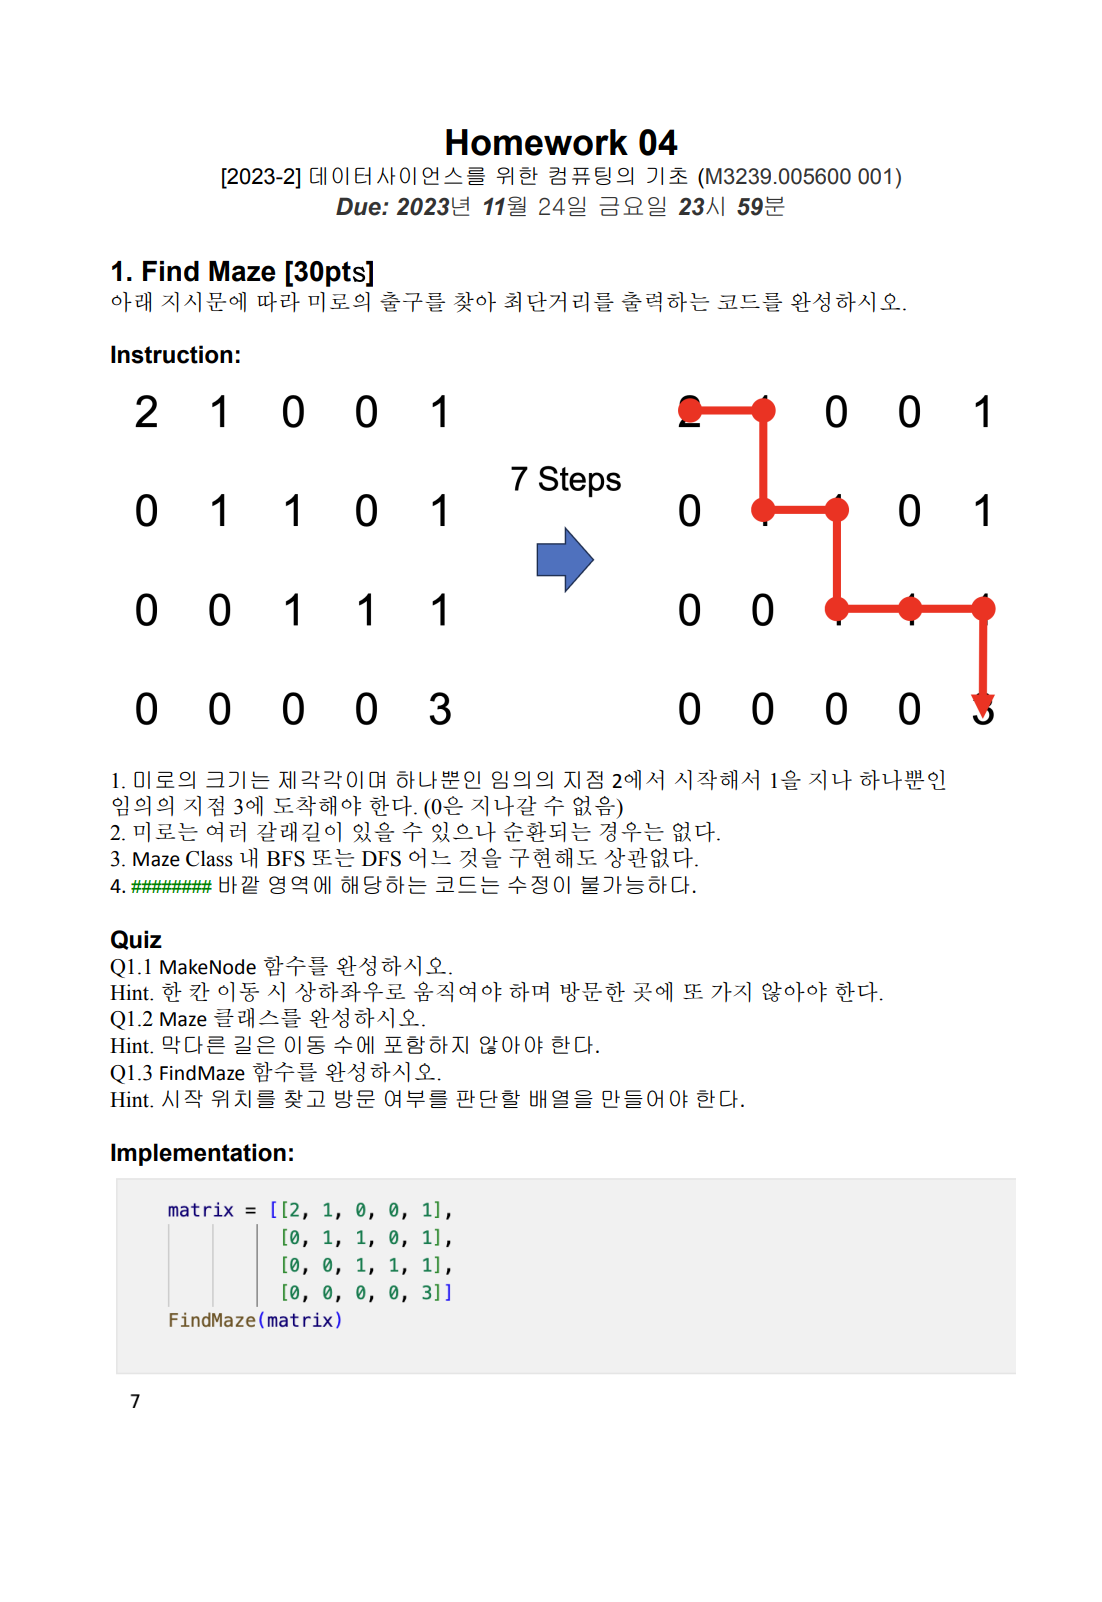 Homework 04
[2023-2] 데이터사이언스를 위한 컴퓨팅의 기초 (M3239.005600 001)
Due: 2023년 11월 24일 금요일 23시 59분
1. Find Maze [30pts]
아래 지시문에 따라 미로의 출구를 찾아 최단거리를 출력하는 코드를 완성하시오.
Instruction:
2 1 0 0 1
0 1 1 0 1
0 0 1 1 1
0 0 0 0 3
7 Steps
2 1 0 0 1
0 1 1 0 1
0 0 1 1 1
0 0 0 0 3
1. 미로의 크기는 제각각이며 하나뿐인 임의의 지점 2에서 시작해서 1을 지나 하나뿐인
임의의 지점 3에 도착해야 한다. (0은 지나갈 수 없음)
2. 미로는 여러 갈래길이 있을 수 있으나 순환되는 경우는 없다.
3. Maze Class 내 BFS 또는 DFS 어느 것을 구현해도 상관없다.
4. ######## 바깥 영역에 해당하는 코드는 수정이 불가능하다.
Quiz
Q1.1 MakeNode 함수를 완성하시오.
Hint. 한 칸 이동 시 상하좌우로 움직여야 하며 방문한 곳에 또 가지 않아야 한다.
Q1.2 Maze 클래스를 완성하시오.
Hint. 막다른 길은 이동 수에 포함하지 않아야 한다.
Q1.3 FindMaze 함수를 완성하시오.
Hint. 시작 위치를 찾고 방문 여부를 판단할 배열을 만들어야 한다.
Implementation:
matrix = [[2, 1, 0, 0, 1],
[0, 1, 1, 0, 1],
[0, 0, 1, 1, 1],
[0, 0, 0, 0, 3]]
FindMaze(matrix)
7